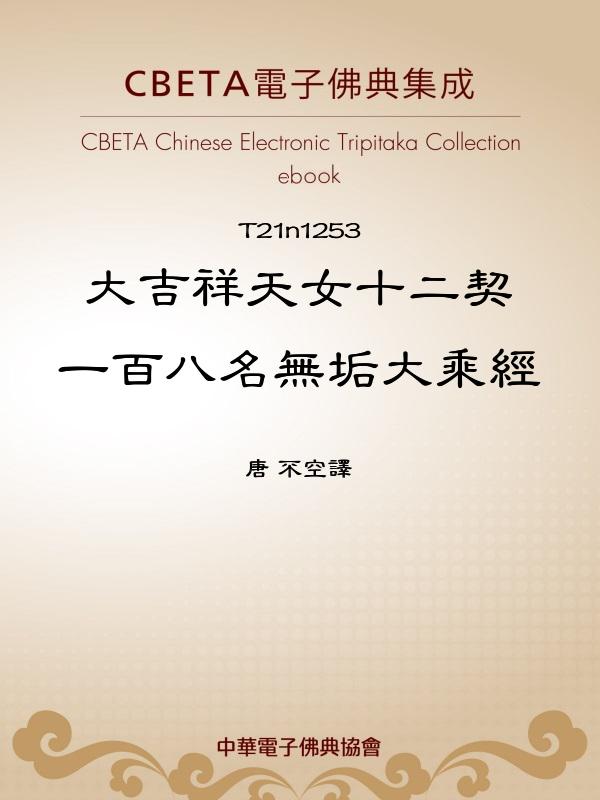 CBETA電子佛典集成
CBETA Chinese Electronic Tripitaka Collection
ebook
T21n1253
大吉祥天女十二契
一百八名無垢大乘經
唐 不空譯
中華電子佛典協會